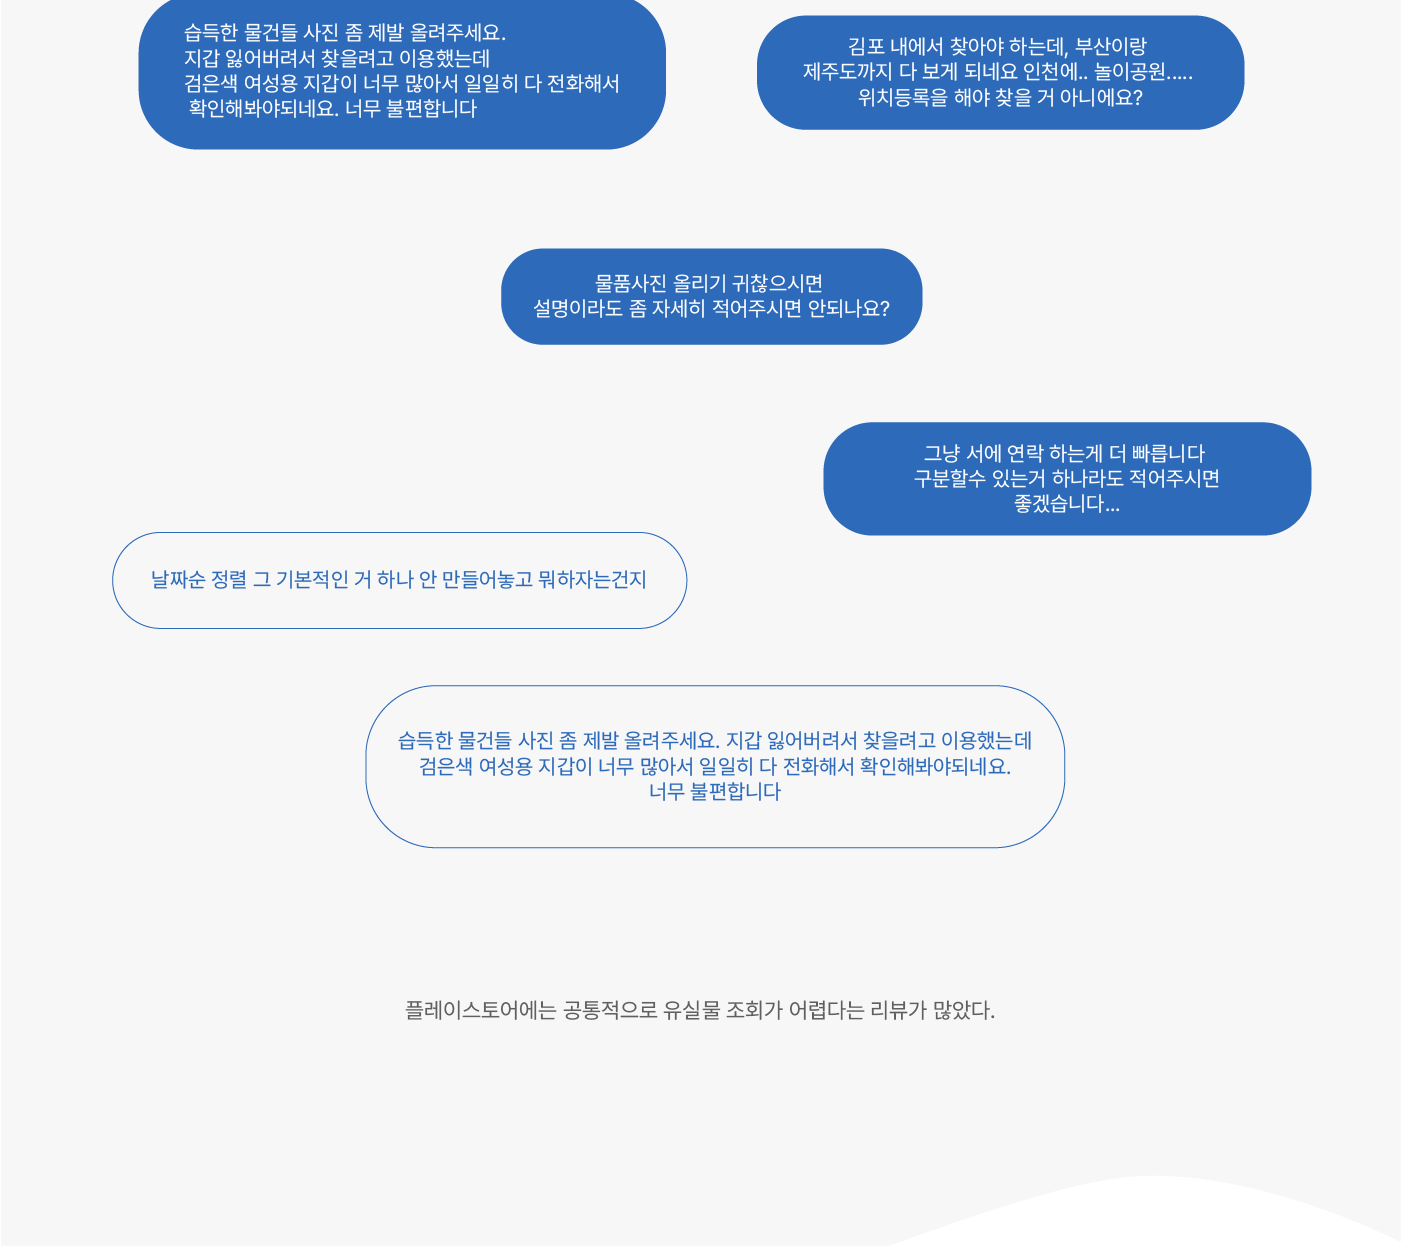 습득한 물건들 사진 좀 제발 올려주세요.
지갑 잃어버려서 찾을려고 이용했는데
검은색 여성용 지갑이 너무 많아서 일일히 다 전화해서
확인해봐야되네요. 너무 불편합니다
김포 내에서 찾아야 하는데, 부산이랑
제주도까지 다 보게 되네요 인천에.. 놀이공원.....
위치등록을 해야 찾을 거 아니에요?
물품사진 올리기 귀찮으시면
설명이라도 좀 자세히 적어주시면 안되나요?
그냥 서에 연락 하는게 더 빠릅니다
구분할수 있는거 하나라도 적어주시면
좋겠습니다...
날짜순 정렬 그 기본적인 거 하나 안 만들어놓고 뭐하자는건지
습득한 물건들 사진 좀 제발 올려주세요. 지갑 잃어버려서 찾을려고 이용했는데
검은색 여성용 지갑이 너무 많아서 일일히 다 전화해서 확인해봐야되네요.
너무 불편합니다
플레이스토어에는 공통적으로 유실물 조회가 어렵다는 리뷰가 많았다.